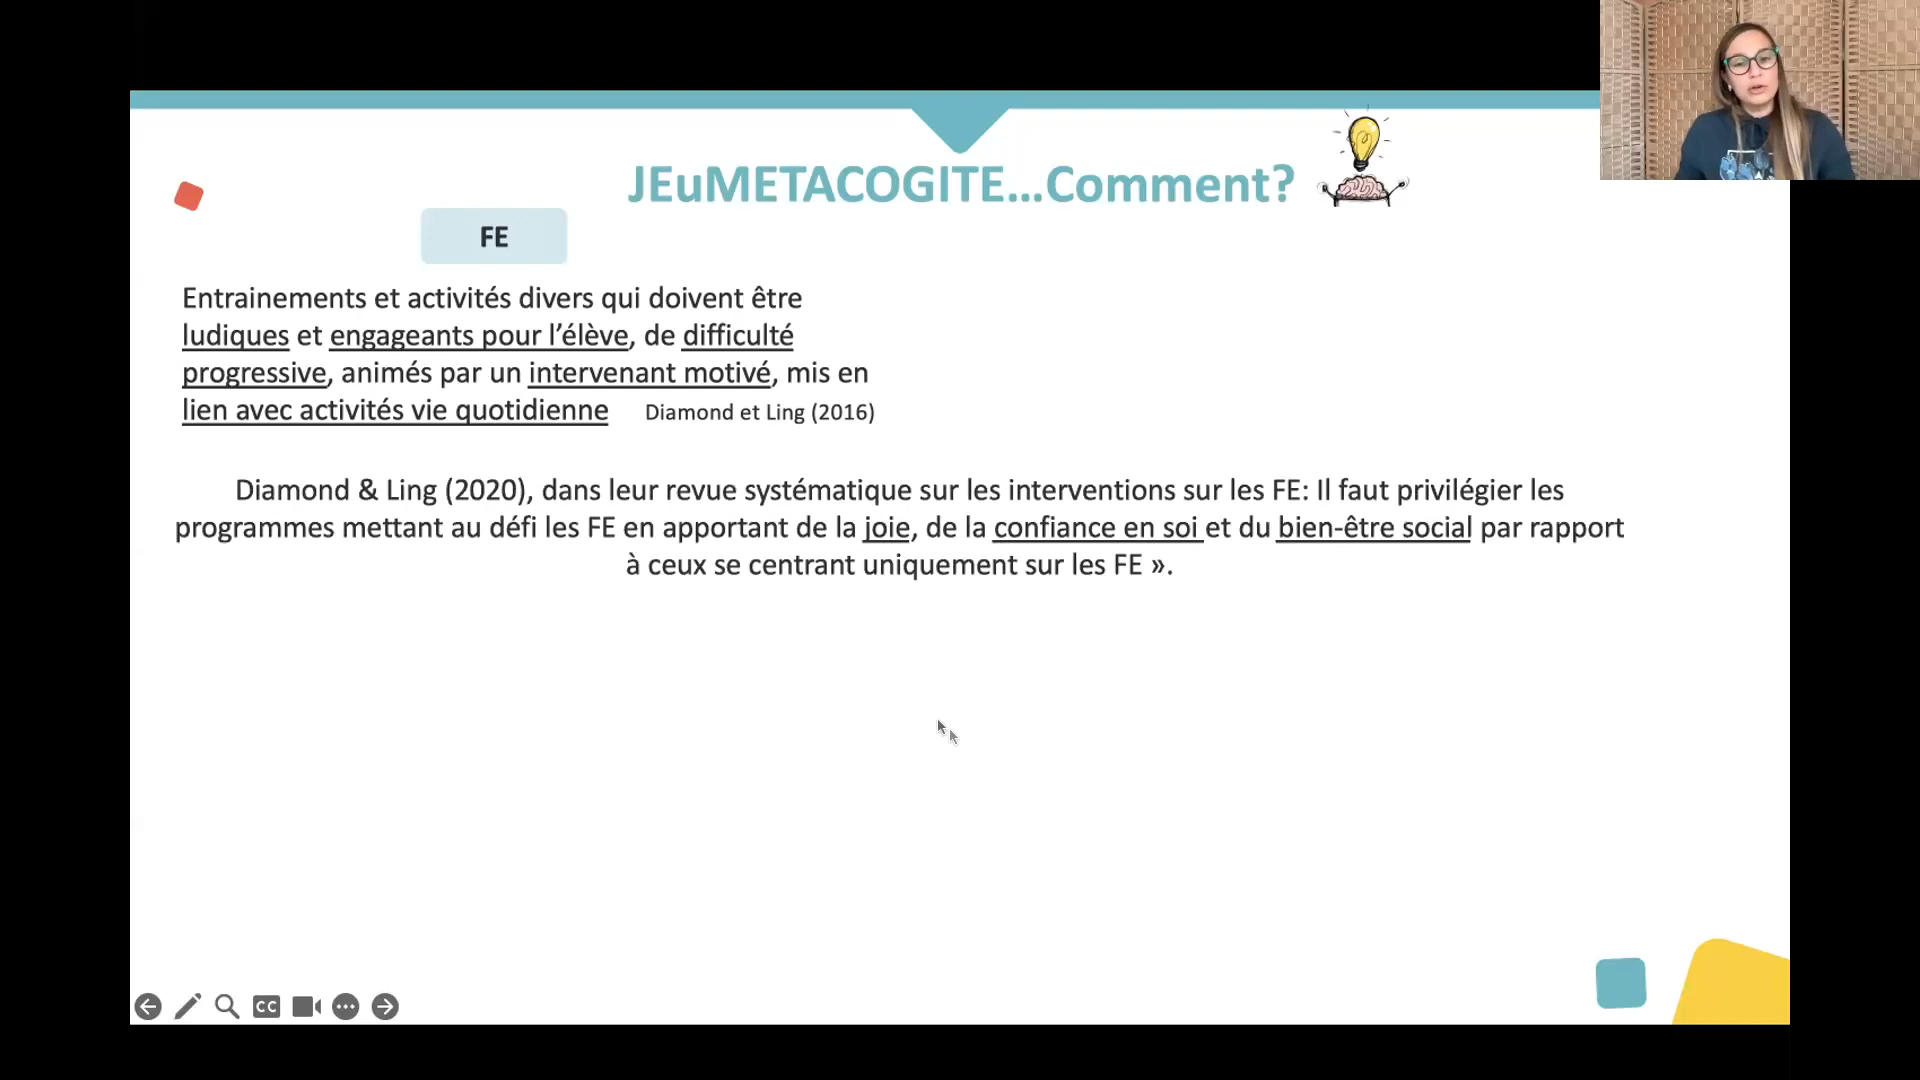 JEuMETACOGITE...Comment?
FE
Entrainements et activités divers qui doivent être
ludiques et engageants pour l'élève, de difficulté
progressive, animés par un intervenant motivé, mis en
lien avec activités vie quotidienne Diamond et Ling (2016)
Diamond & Ling (2020), dans leur revue systématique sur les interventions sur les FE: Il faut privilégier les
programmes mettant au défi les FE en apportant de la joie, de la confiance en soi et du bien-être social par rapport
à ceux se centrant uniquement sur les FE ».
CC